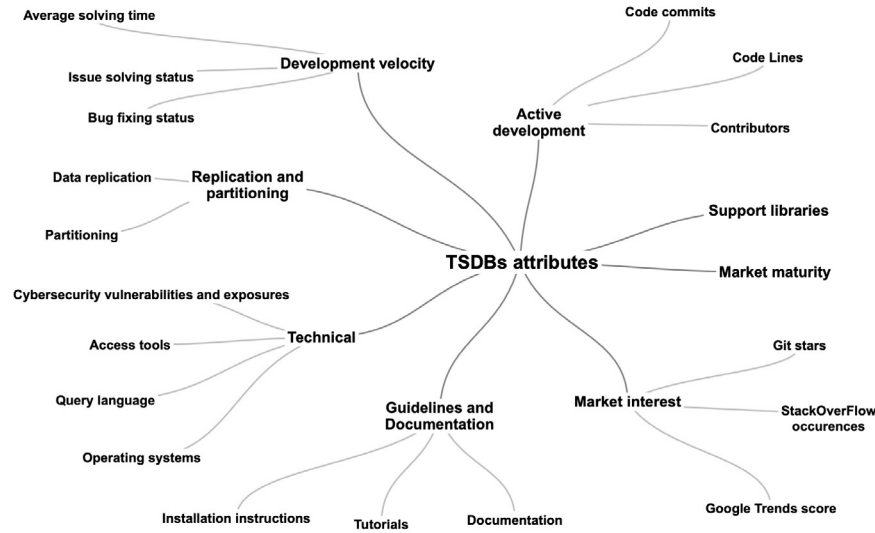 Average solving time
Code commits
Development velocity
Code Lines
Issue solving status
Bug fixing status
Active
development
Contributors
Data replication
Replication and
partitioning
Partitioning
Support libraries
TSDBs attributes
Market maturity
Cybersecurity vulnerabilities and exposures
Technical
Access tools
Git stars
Query language
Market interest
Guidelines and
Documentation
StackOverFlow
occurences
Operating systems
Google Trends score
Installation instructions
Tutorials
Documentation